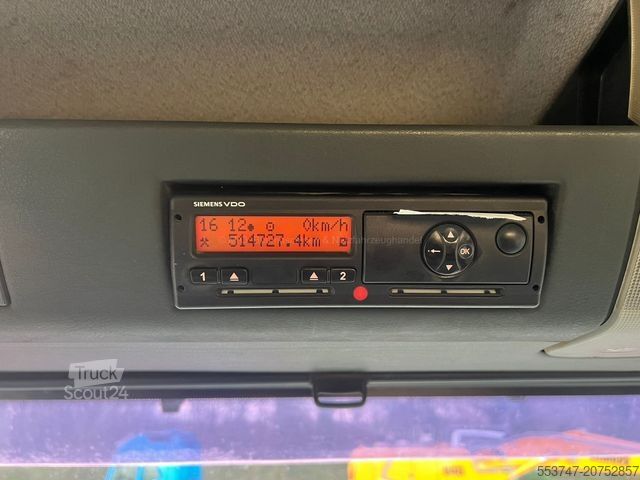 SIEMENS VDO
16 12 0km/h
514727.4km
1 2
OK
Truck
Scout24
553747-20752857